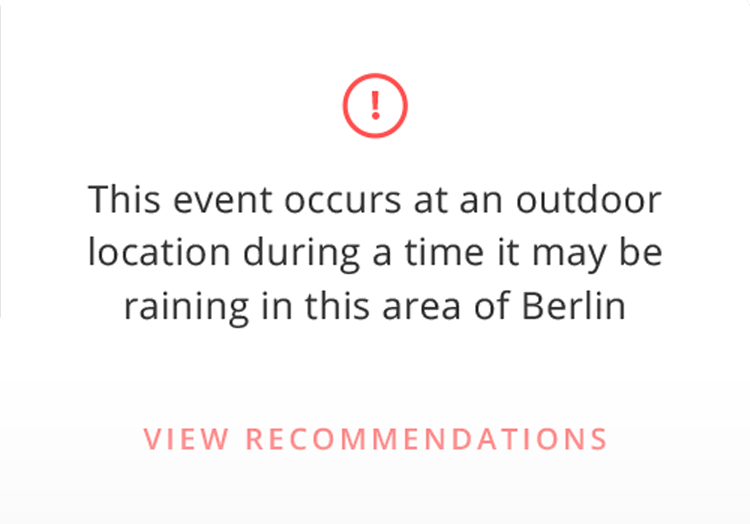 !
This event occurs at an outdoor
location during a time it may be
raining in this area of Berlin
VIEW RECOMMENDATIONS